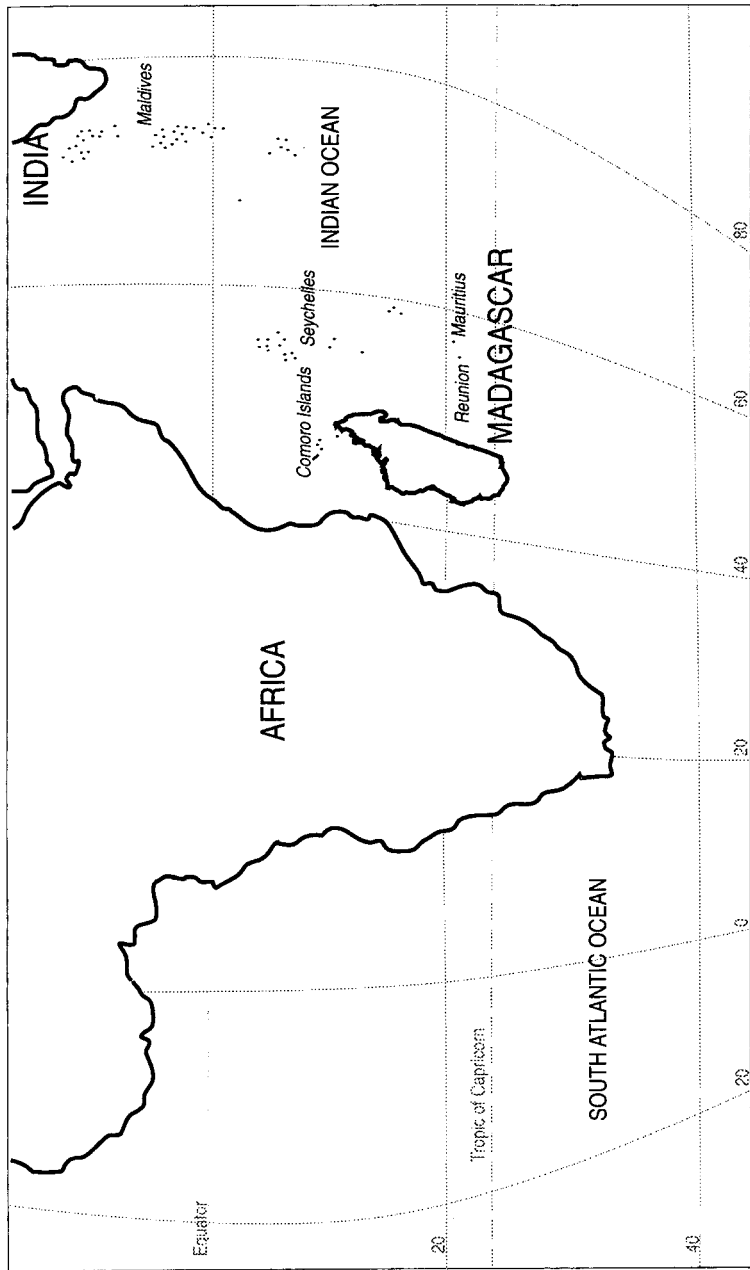 INDIA
Maldives
INDIAN OCEAN
Seychelles
Comoro Islands
AFRICA
Reunion
Mauritius
MADAGASCAR
Equator
Tropic of Capricorn
SOUTH ATLANTIC OCEAN
20
40
20
0
20
40
60
80